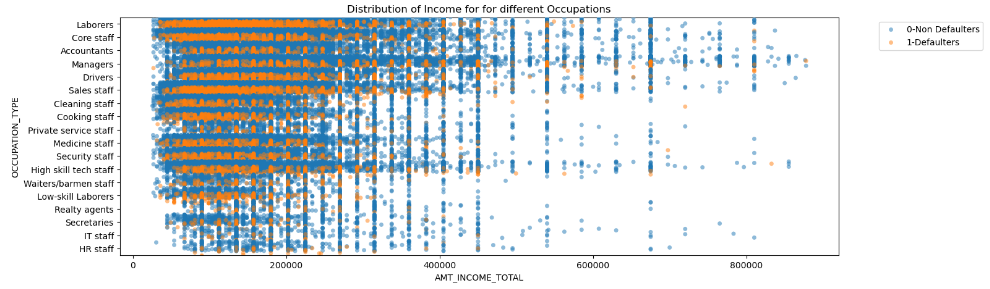 Distribution of Income for for different Occupations
0-Non Defaulters
1-Defaulters
OCCUPATION_TYPE
Laborers
Core staff
Accountants
Managers
Drivers
Sales staff
Cleaning staff
Cooking staff
Private service staff
Medicine staff
Security staff
High skill tech staff
Waiters/barmen staff
Low-skill Laborers
Realty agents
Secretaries
IT staff
HR staff
0 200000 400000 600000 800000
AMT_INCOME_TOTAL